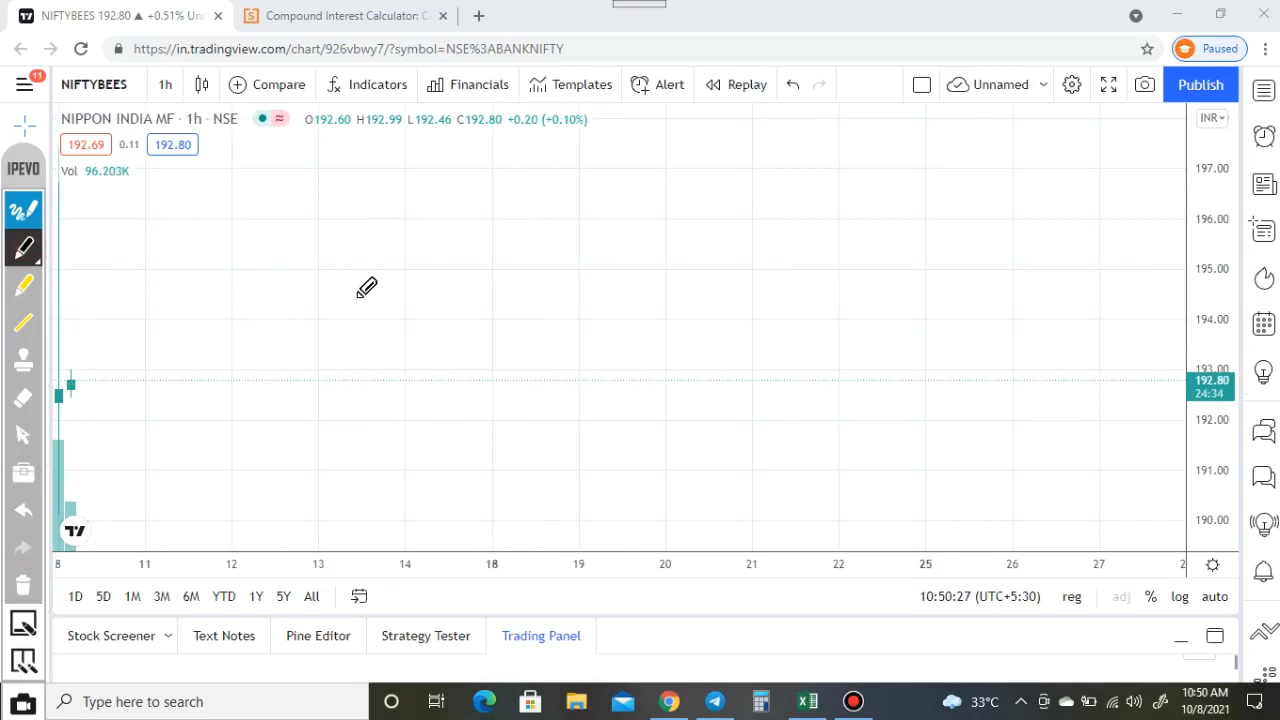 NIFTYBEES 192.80 ▲ +0.51% Un
Compound Interest Calculator: C
https://in.tradingview.com/chart/926vbwy7/?symbol=NSE%3ABANKNIFTY
Paused
11
NIFTYBEES
1h
Compare
Indicators
Financials
Templates
Alert
Replay
Unnamed
Publish
NIPPON INDIA MF · 1h · NSE
O192.60 H192.99 L192.46 C192.80 +0.20 (+0.10%)
INR
192.69
0.11
192.80
Vol 96.203K
IPEVO
197.00
196.00
195.00
194.00
193.00
192.80
24:34
192.00
191.00
190.00
8 11 12 13 14 18 19 20 21 22 25 26 27 2
1D 5D 1M 3M 6M YTD 1Y 5Y All
10:50:27 (UTC+5:30) reg adj % log auto
Stock Screener
Text Notes
Pine Editor
Strategy Tester
Trading Panel
Type here to search
33°C
10:50 AM
10/8/2021